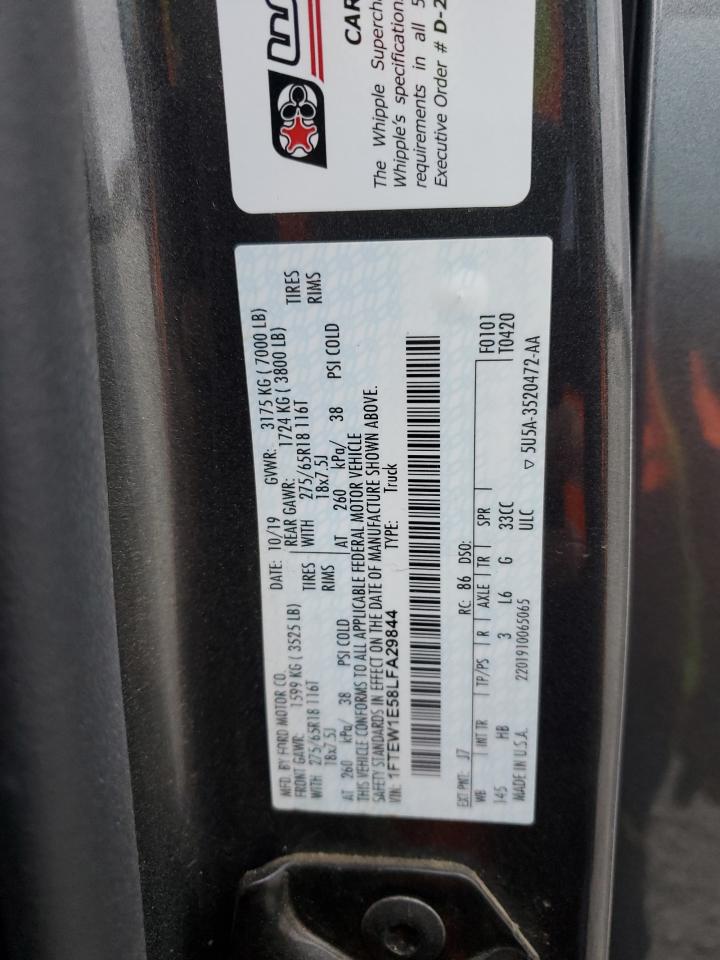 CAR
The Whipple Supercha
Whipple's specification
requirements in all 5
Executive Order # D-2
MFD. BY FORD MOTOR CO. DATE: 10/19 GVWR: 3175 KG ( 7000 LB)
FRONT GAWR: 1599 KG ( 3525 LB) REAR GAWR: 1724 KG ( 3800 LB)
WITH 275/65R18 116T TIRES WITH 275/65R18 116T TIRES
18x7.5J RIMS 18x7.5J RIMS
AT 260 kPa/ 38 PSI COLD AT 260 kPa/ 38 PSI COLD
THIS VEHICLE CONFORMS TO ALL APPLICABLE FEDERAL MOTOR VEHICLE
SAFETY STANDARDS IN EFFECT ON THE DATE OF MANUFACTURE SHOWN ABOVE.
VIN: 1FTEW1E58LFA29844 TYPE: Truck
EXT PNT: J7 RC: 86 DSO: F0101
WB INT TR TP/PS R AXLE TR SPR T0420
145 HB 3 L6 G 33CC
MADE IN U.S.A. 2201910065065 ULC ▽ 5U5A-3520472-AA